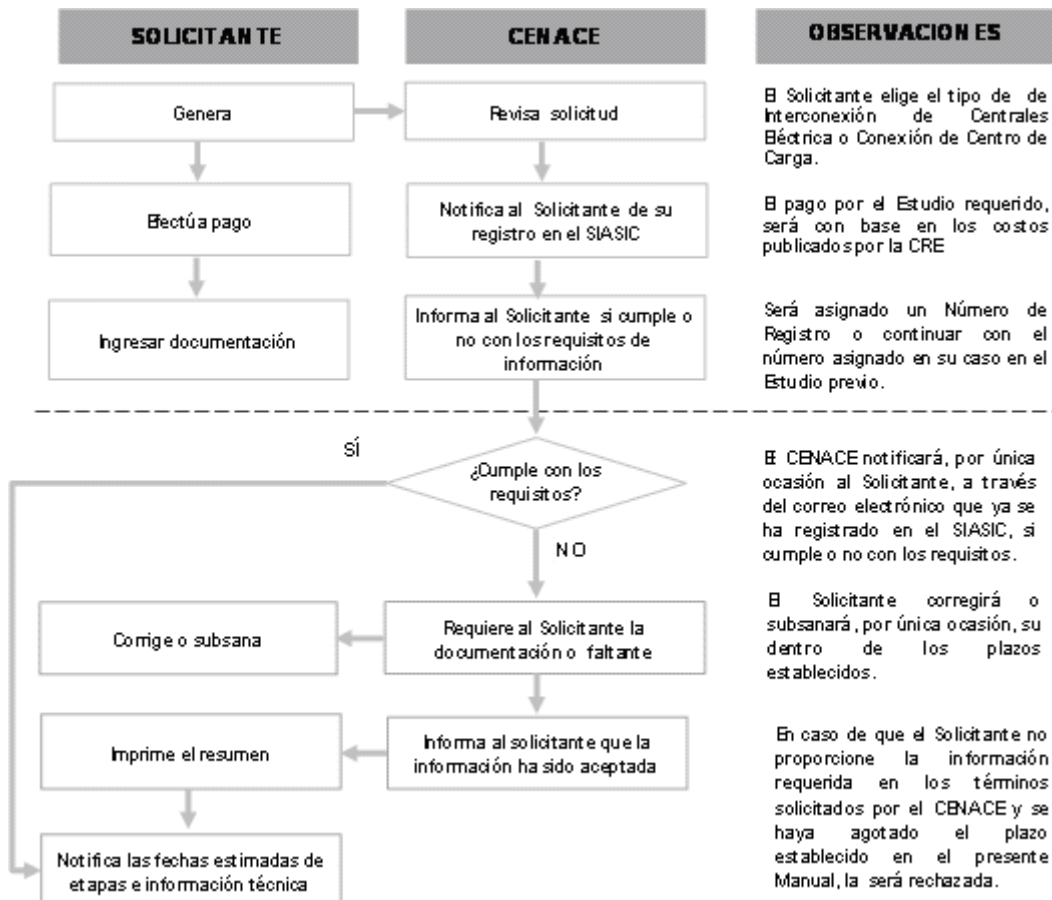 SOLICITANTE
CENACE
OBSERVACIONES
Genera
Revisa solicitud
El Solicitante elige el tipo de de
Interconexión de Centrales
Eléctrica o Conexión de Centro de
Carga.
Efectúa pago
Notifica al Solicitante de su
registro en el SIASIC
El pago por el Estudio requerido,
será con base en los costos
publicados por la CRE
Ingresar documentación
Informa al Solicitante si cumple o
no con los requisitos de
información
Será asignado un Número de
Registro o continuar con el
número asignado en su caso en el
Estudio previo.
SÍ
¿Cumple con los
requisitos?
NO
El CENACE notificará, por única
ocasión al Solicitante, a través
del correo electrónico que ya se
ha registrado en el SIASIC, si
cumple o no con los requisitos.
Corrige o subsana
Requiere al Solicitante la
documentación o faltante
El Solicitante corregirá o
subsanará, por única ocasión, su
dentro de los plazos
establecidos.
Imprime el resumen
Informa al solicitante que la
información ha sido aceptada
En caso de que el Solicitante no
proporcione la información
requerida en los términos
solicitados por el CENACE y se
haya agotado el plazo
establecido en el presente
Manual, la será rechazada.
Notifica las fechas estimadas de
etapas e información técnica